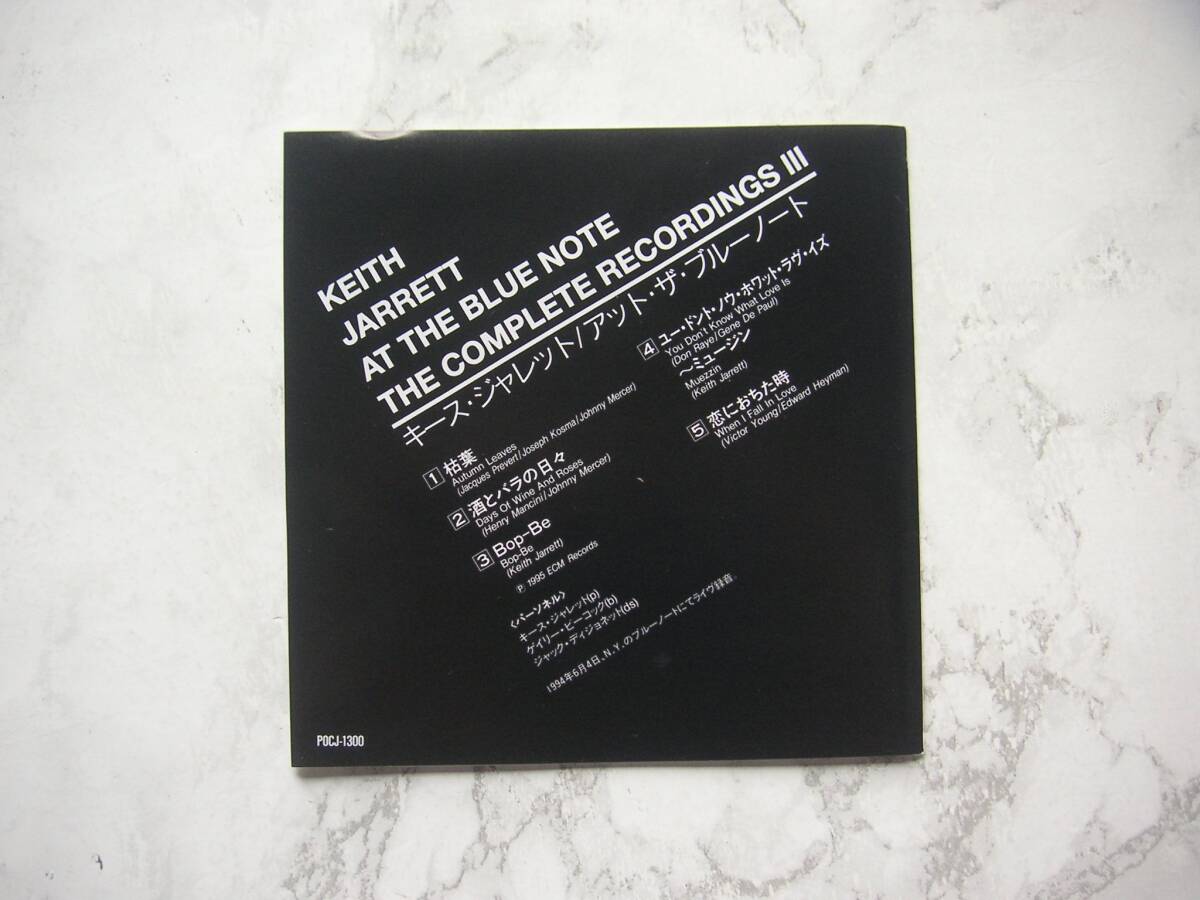 KEITH
JARRETT
AT THE BLUE NOTE
THE COMPLETE RECORDINGS III
キース・ジャレット/アット・ザ・ブルーノート
1 枯葉
Autumn Leaves
(Jacques Prevert/Joseph Kosma/Johnny Mercer)
2 酒とバラの日々
Days Of Wine And Roses
(Henry Mancini/Johnny Mercer)
3 Bop-Be
Bop-Be
(Keith Jarrett)
℗ 1995 ECM Records
4 ユー・ドント・ノウ・ホワット・ラヴ・イズ
You Don't Know What Love Is
(Don Raye/Gene De Paul)
〜ミュージン
Muezzin
(Keith Jarrett)
5 恋におちた時
When I Fall In Love
(Victor Young/Edward Heyman)
〈パーソネル〉
キース・ジャレット(p)
ゲイリー・ピーコック(b)
ジャック・ディジョネット(ds)
1994年6月4日、N.Y.のブルーノートにてライヴ録音
POCJ-1300